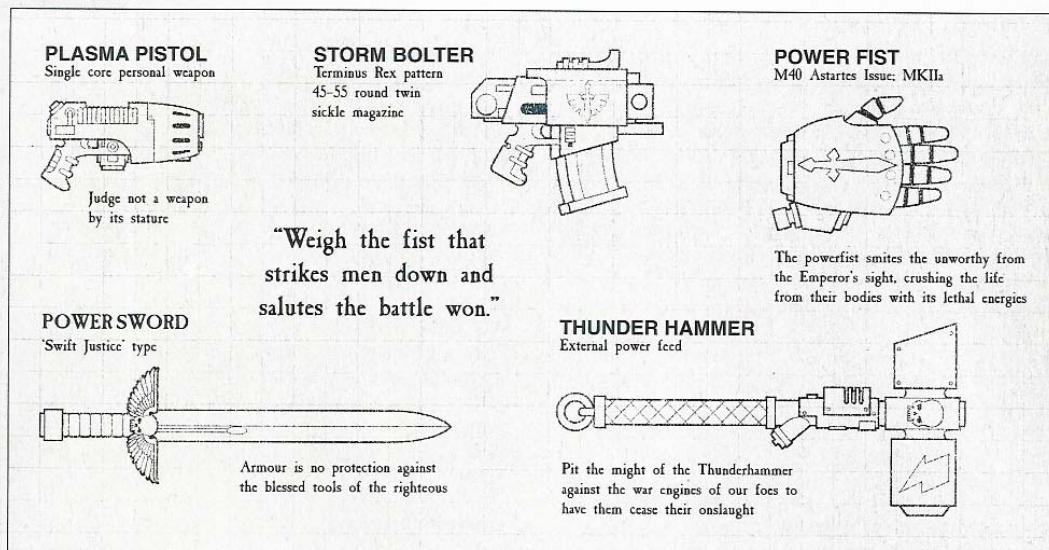 PLASMA PISTOL
Single core personal weapon
Judge not a weapon
by its stature
STORM BOLTER
Terminus Rex pattern
45–55 round twin
sickle magazine
POWER FIST
M40 Astartes Issue; MKIIa
The powerfist smites the unworthy from
the Emperor's sight, crushing the life
from their bodies with its lethal energies
“Weigh the fist that
strikes men down and
salutes the battle won.”
POWER SWORD
'Swift Justice' type
Armour is no protection against
the blessed tools of the righteous
THUNDER HAMMER
External power feed
Pit the might of the Thunderhammer
against the war engines of our foes to
have them cease their onslaught